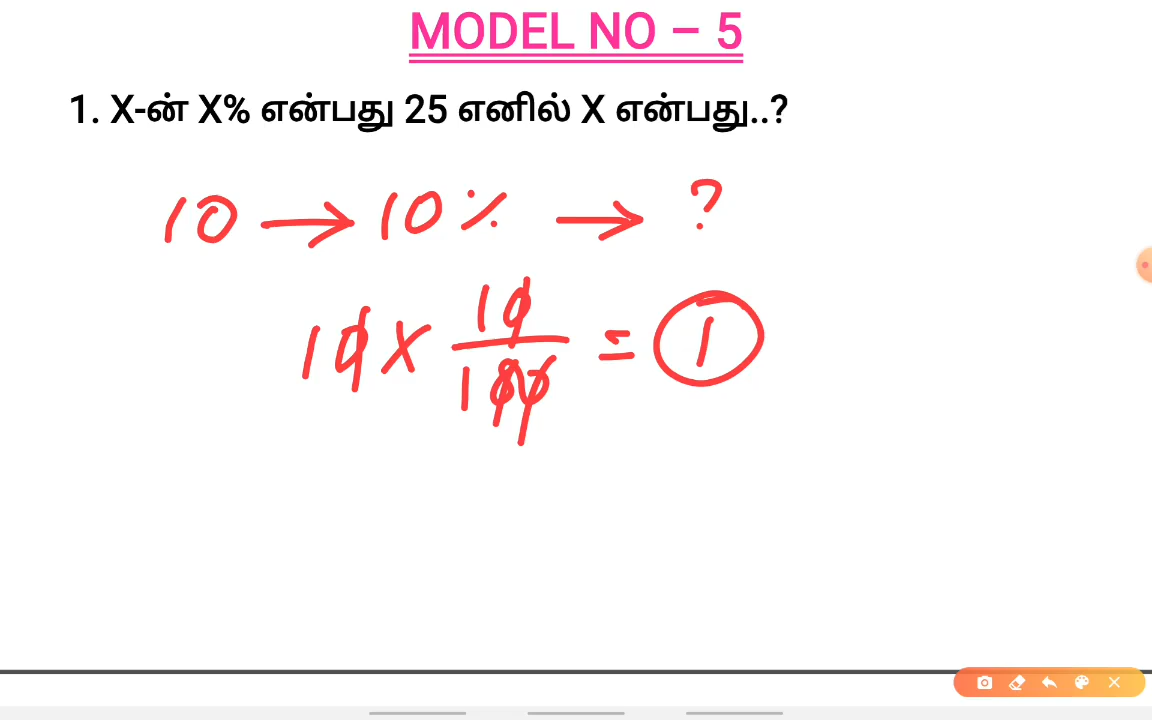 MODEL NO – 5
1. X-ன் X% என்பது 25 எனில் X என்பது..?
10 → 10% → ?
10 × 10/100 = 1